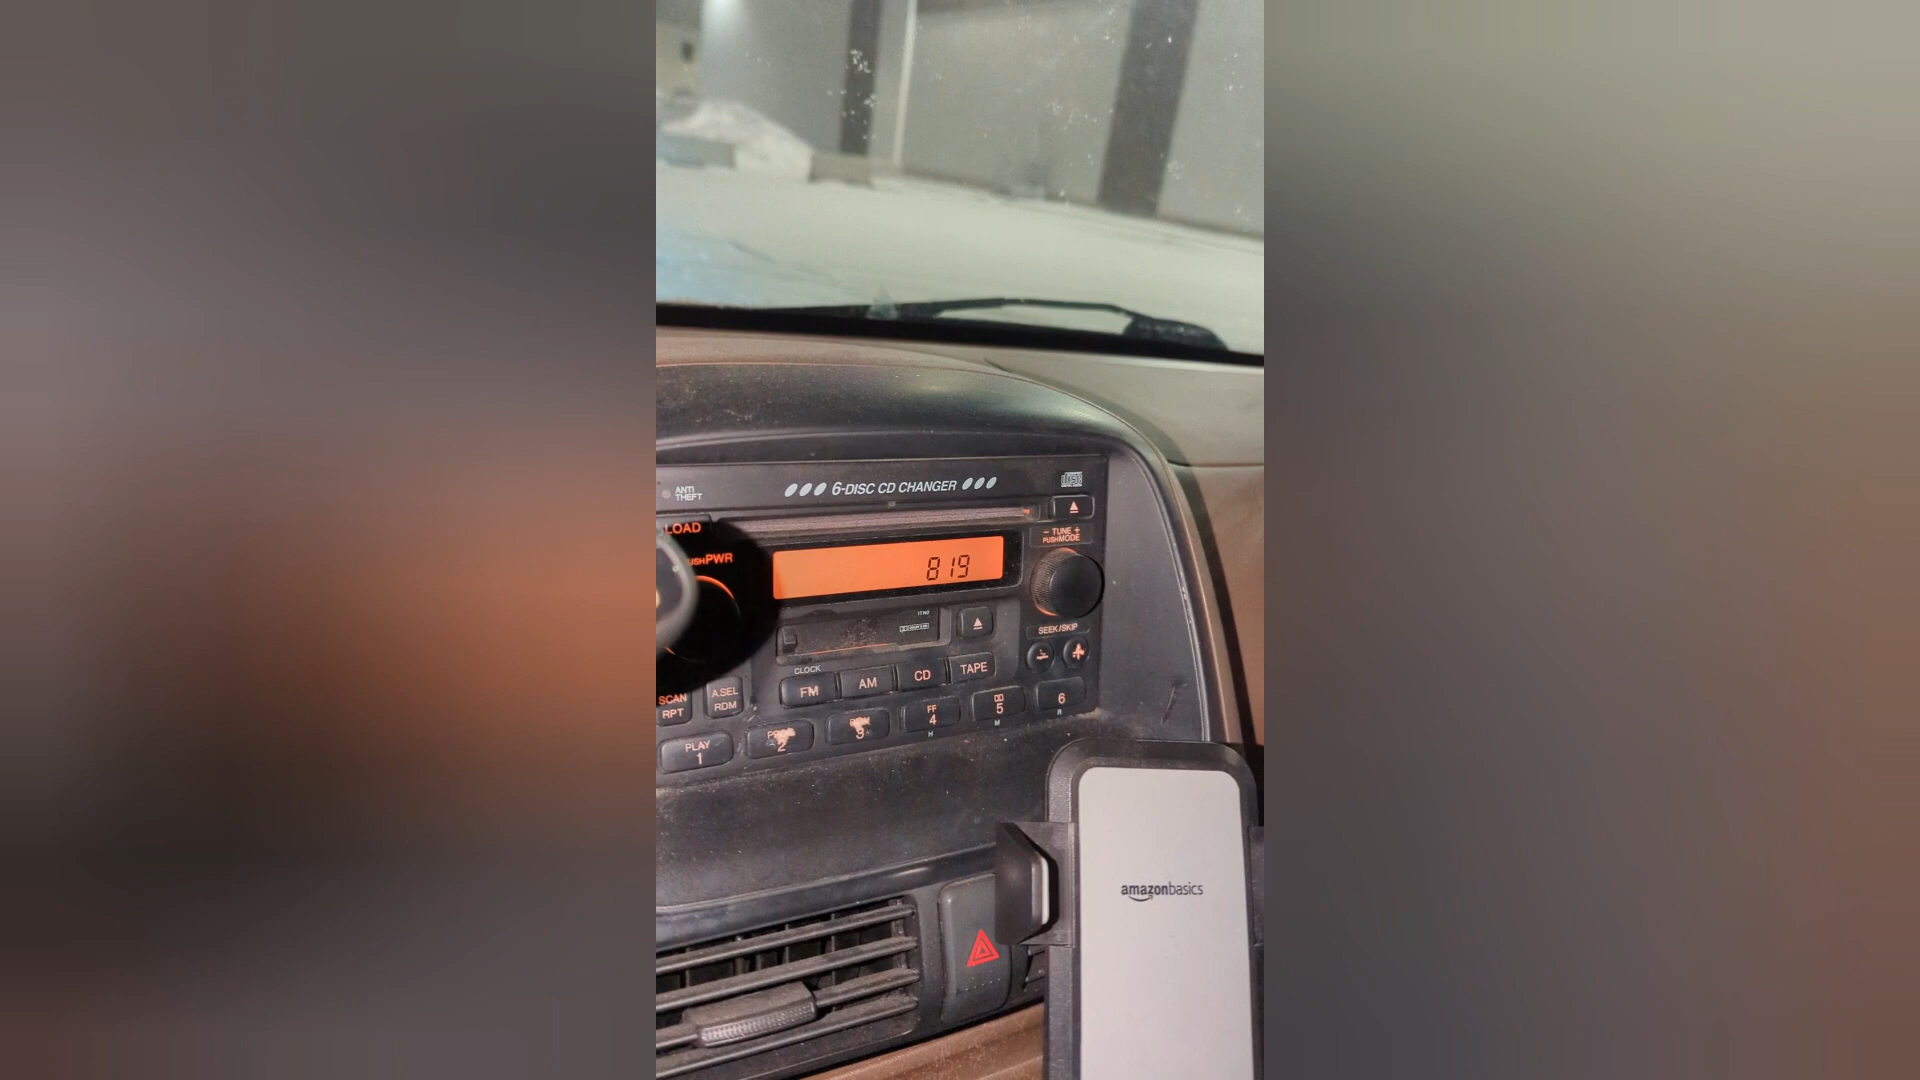 ANTI
THEFT
6-DISC CD CHANGER
LOAD
- TUNE +
PUSH MODE
PWR
819
SEEK/SKIP
CLOCK
FM
AM
CD
TAPE
SCAN
RPT
A.SEL
RDM
PLAY
1
2
3
FF
4
H
5
M
6
R
amazonbasics